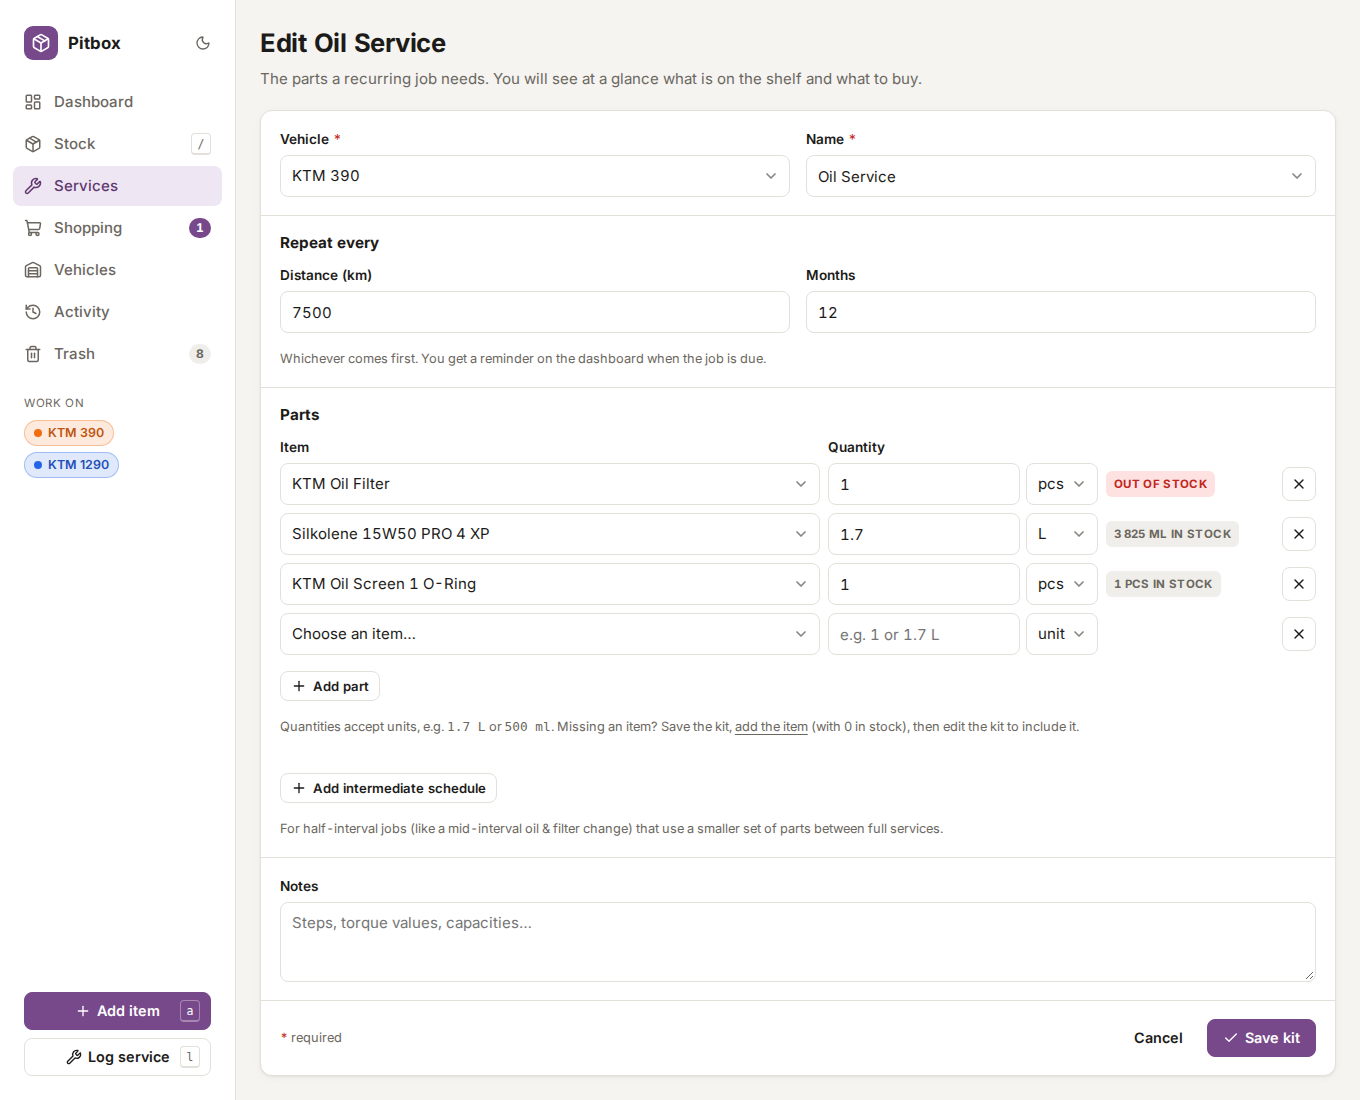 Pitbox
Dashboard
Stock /
Services
Shopping 1
Vehicles
Activity
Trash 8
WORK ON
KTM 390
KTM 1290
Add item a
Log service l
Edit Oil Service
The parts a recurring job needs. You will see at a glance what is on the shelf and what to buy.
Vehicle * Name *
KTM 390 Oil Service
Repeat every
Distance (km) Months
7500 12
Whichever comes first. You get a reminder on the dashboard when the job is due.
Parts
Item Quantity
KTM Oil Filter 1 pcs OUT OF STOCK
Silkolene 15W50 PRO 4 XP 1.7 L 3 825 ML IN STOCK
KTM Oil Screen 1 O-Ring 1 pcs 1 PCS IN STOCK
Choose an item... e.g. 1 or 1.7 L unit
Add part
Quantities accept units, e.g. 1.7 L or 500 ml. Missing an item? Save the kit, add the item (with 0 in stock), then edit the kit to include it.
Add intermediate schedule
For half-interval jobs (like a mid-interval oil & filter change) that use a smaller set of parts between full services.
Notes
Steps, torque values, capacities...
* required Cancel Save kit